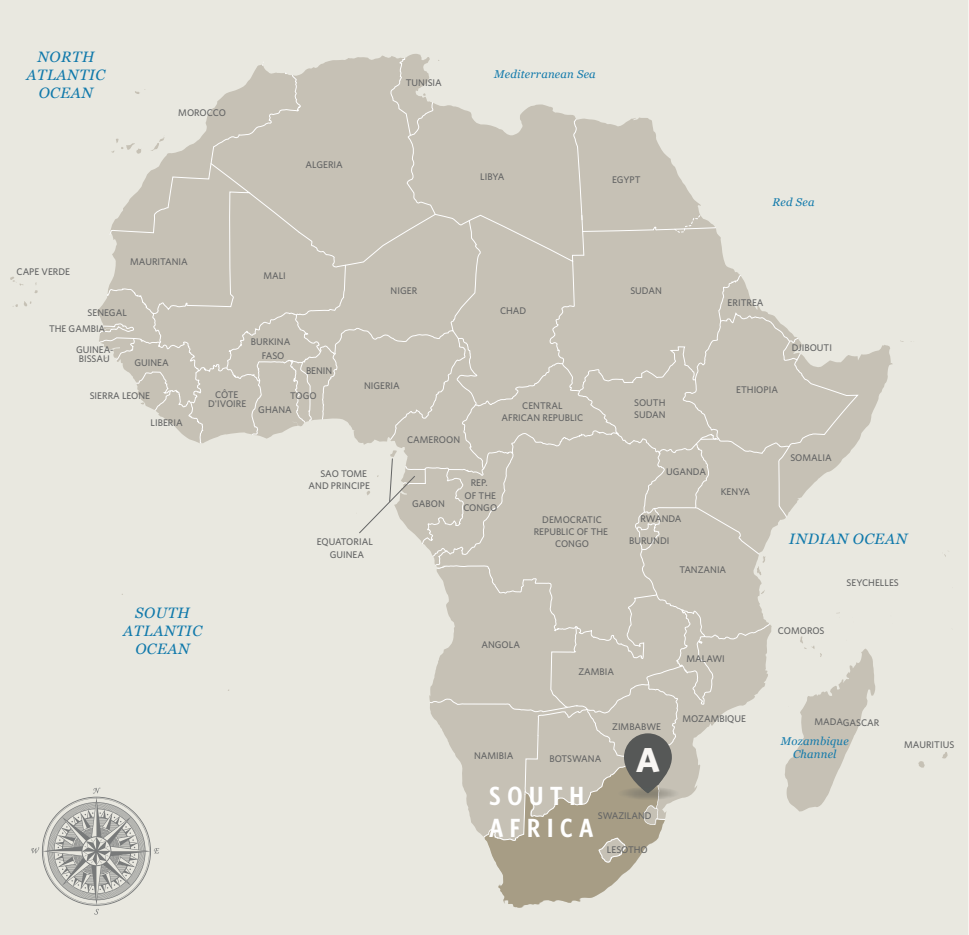 NORTH
ATLANTIC
OCEAN
Mediterranean Sea
TUNISIA
MOROCCO
ALGERIA
LIBYA
EGYPT
Red Sea
MAURITANIA
CAPE VERDE
MALI
NIGER
CHAD
SUDAN
ERITREA
SENEGAL
THE GAMBIA
GUINEA-
BISSAU
GUINEA
BURKINA
FASO
BENIN
DJIBOUTI
NIGERIA
ETHIOPIA
SIERRA LEONE
CÔTE
D'IVOIRE
TOGO
GHANA
LIBERIA
CENTRAL
AFRICAN REPUBLIC
SOUTH
SUDAN
CAMEROON
SOMALIA
SAO TOME
AND PRINCIPE
REP.
OF THE
CONGO
UGANDA
KENYA
GABON
DEMOCRATIC
REPUBLIC OF THE
CONGO
RWANDA
BURUNDI
EQUATORIAL
GUINEA
INDIAN OCEAN
TANZANIA
SEYCHELLES
SOUTH
ATLANTIC
OCEAN
COMOROS
ANGOLA
MALAWI
ZAMBIA
MOZAMBIQUE
ZIMBABWE
MADAGASCAR
Mozambique
Channel
MAURITIUS
NAMIBIA
BOTSWANA
A
SOUTH
AFRICA
SWAZILAND
LESOTHO
N
W
E
S